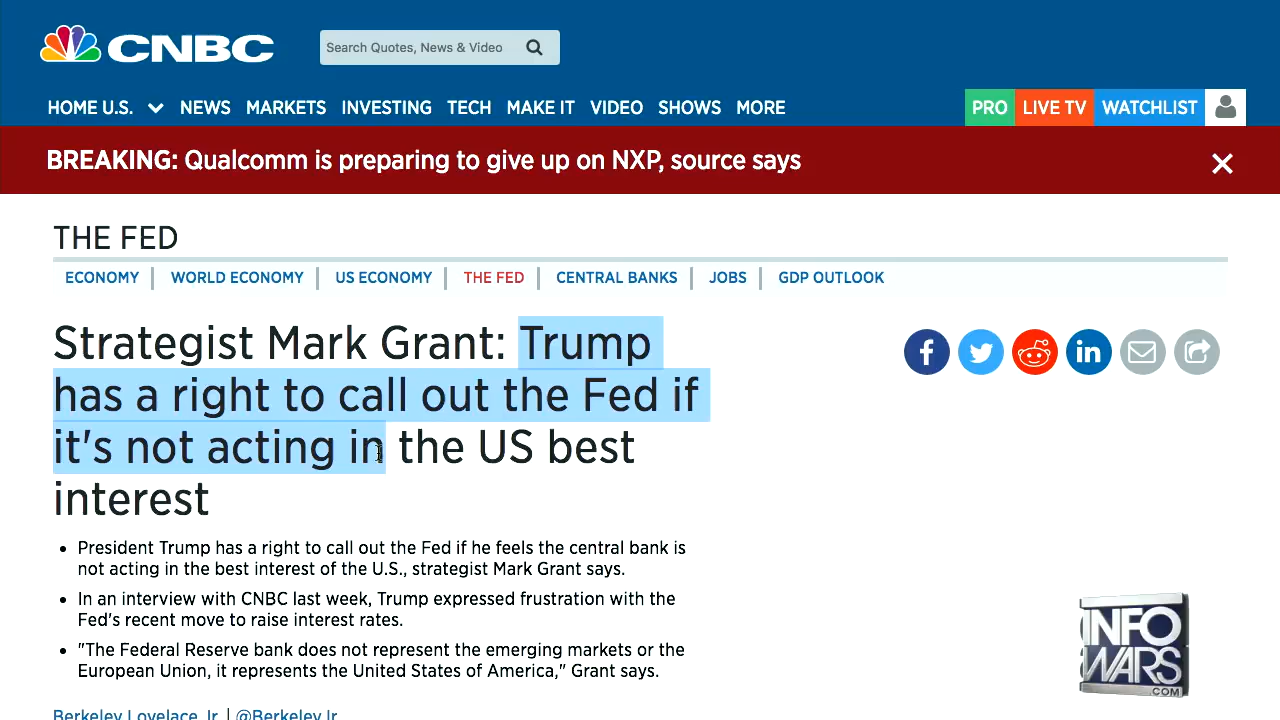 CNBC
Search Quotes, News & Video
HOME U.S. NEWS MARKETS INVESTING TECH MAKE IT VIDEO SHOWS MORE PRO LIVE TV WATCHLIST
BREAKING: Qualcomm is preparing to give up on NXP, source says
THE FED
ECONOMY WORLD ECONOMY US ECONOMY THE FED CENTRAL BANKS JOBS GDP OUTLOOK
Strategist Mark Grant: Trump
has a right to call out the Fed if
it's not acting in the US best
interest
• President Trump has a right to call out the Fed if he feels the central bank is
not acting in the best interest of the U.S., strategist Mark Grant says.
• In an interview with CNBC last week, Trump expressed frustration with the
Fed's recent move to raise interest rates.
• "The Federal Reserve bank does not represent the emerging markets or the
European Union, it represents the United States of America," Grant says.
Berkeley Lovelace, Jr. | @BerkeleyJr
INFO
WARS
.COM